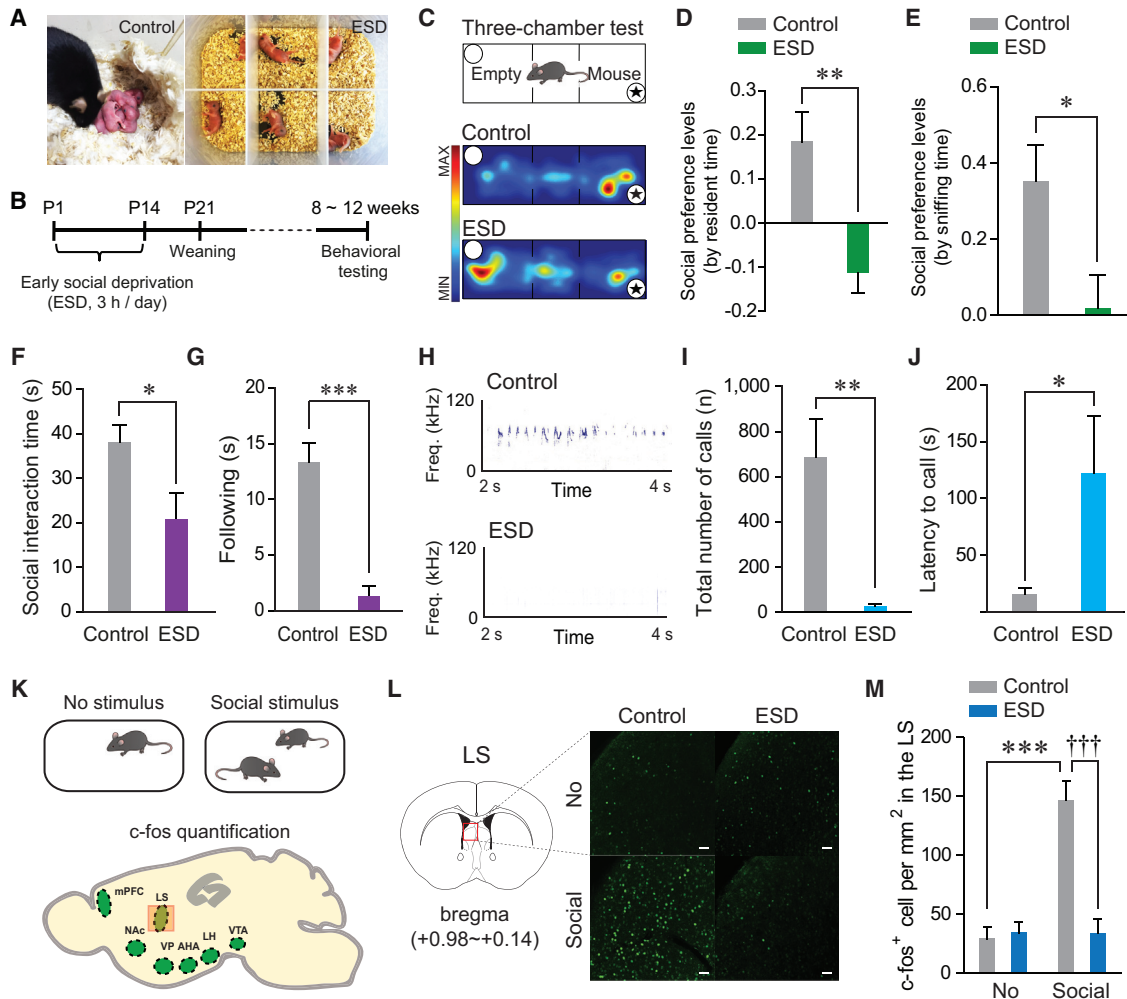 A
Control
ESD
B
P1
P14
P21
8 ~ 12 weeks
Weaning
Behavioral
testing
Early social deprivation
(ESD, 3 h / day)
C
Three-chamber test
Empty
Mouse
Control
MAX
ESD
MIN
D
Control
ESD
**
Social preference levels
(by resident time)
0.3
0.2
0.1
0.0
-0.1
-0.2
E
Control
ESD
*
Social preference levels
(by sniffing time)
0.6
0.4
0.2
0.0
F
*
Social interaction time (s)
50
40
30
20
10
0
Control ESD
G
***
Following (s)
20
15
10
5
0
Control ESD
H
Control
120
Freq. (kHz)
0
2 s
Time
4 s
ESD
120
Freq. (kHz)
0
2 s
Time
4 s
I
**
Total number of calls (n)
1,000
800
600
400
200
0
Control ESD
J
*
Latency to call (s)
200
150
100
50
0
Control ESD
K
No stimulus
Social stimulus
c-fos quantification
mPFC
LS
NAc
VP
AHA
LH
VTA
L
LS
bregma
(+0.98~+0.14)
Control
ESD
No
Social
M
Control
ESD
***
†††
c-fos+ cell per mm2 in the LS
200
150
100
50
0
No Social